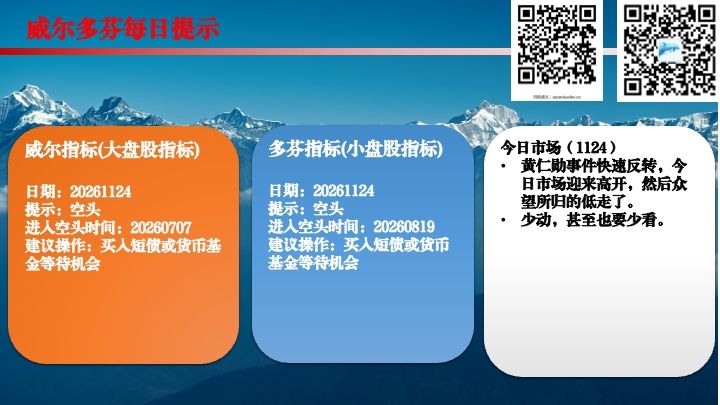 威尔多芬每日提示
威尔指标(大盘股指标)
日期：20261124
提示：空头
进入空头时间：20260707
建议操作：买入短债或货币基
金等待机会
多芬指标(小盘股指标)
日期：20261124
提示：空头
进入空头时间：20260819
建议操作：买入短债或货币
基金等待机会
今日市场（1124）
• 黄仁勋事件快速反转，今
日市场迎来高开，然后众
望所归的低走了。
• 少动，甚至也要少看。